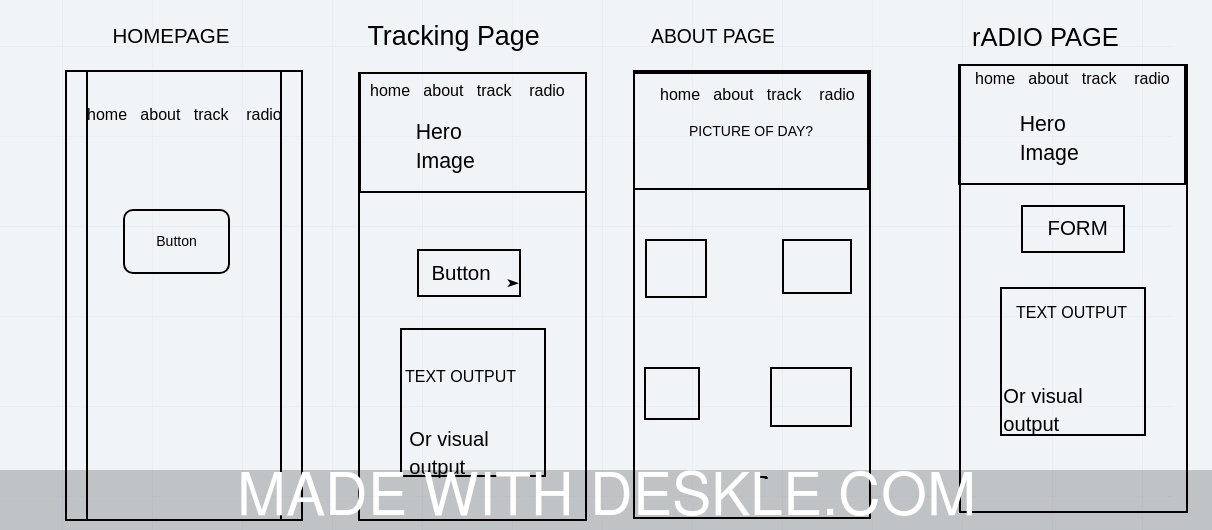 HOMEPAGE
home about track radio
Button
Tracking Page
home about track radio
Hero
Image
Button
TEXT OUTPUT
Or visual
output
ABOUT PAGE
home about track radio
PICTURE OF DAY?
rADIO PAGE
home about track radio
Hero
Image
FORM
TEXT OUTPUT
Or visual
output
MADE WITH DESKLE.COM